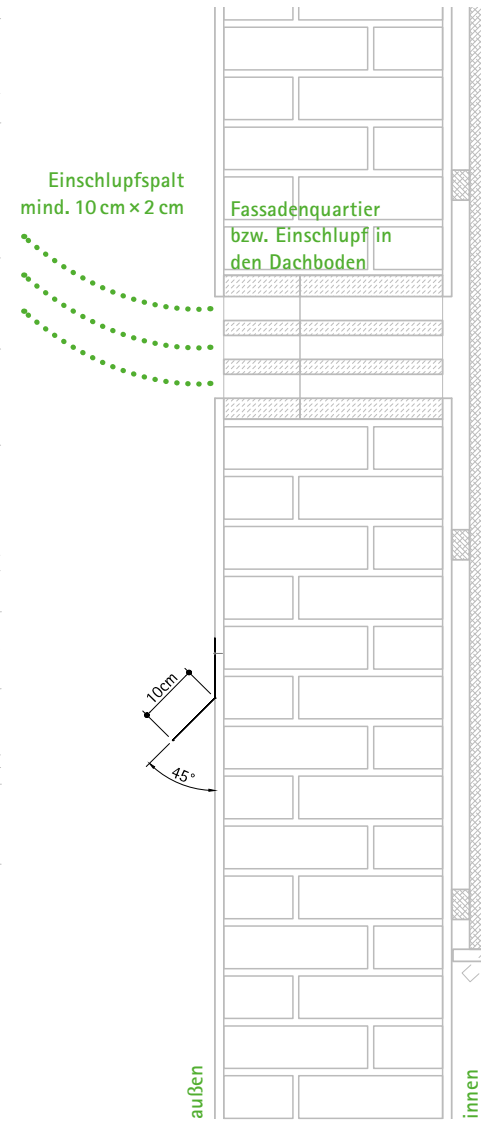 Einschlupfspalt
mind. 10 cm × 2 cm
Fassadenquartier
bzw. Einschlupf in
den Dachboden
10cm
45°
außen
innen